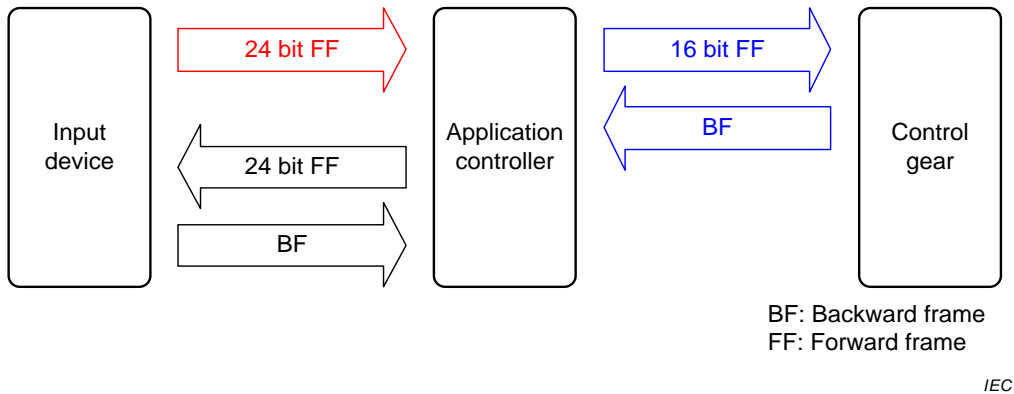 24 bit FF
16 bit FF
BF
Input
device
24 bit FF
BF
Application
controller
Control
gear
BF: Backward frame
FF: Forward frame
IEC